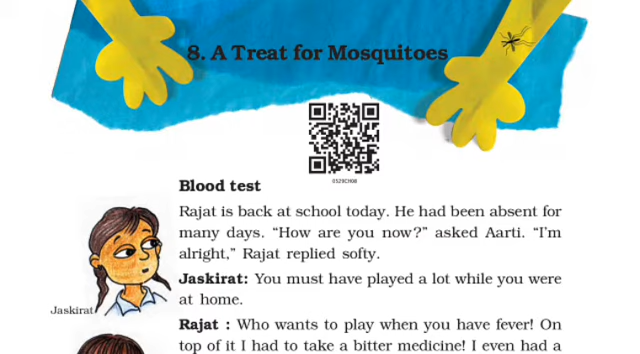 8. A Treat for Mosquitoes
0529CH08
Blood test
Rajat is back at school today. He had been absent for
many days. “How are you now?” asked Aarti. “I’m
alright,” Rajat replied softy.
Jaskirat: You must have played a lot while you were
at home.
Jaskirat
Rajat : Who wants to play when you have fever! On
top of it I had to take a bitter medicine! I even had a